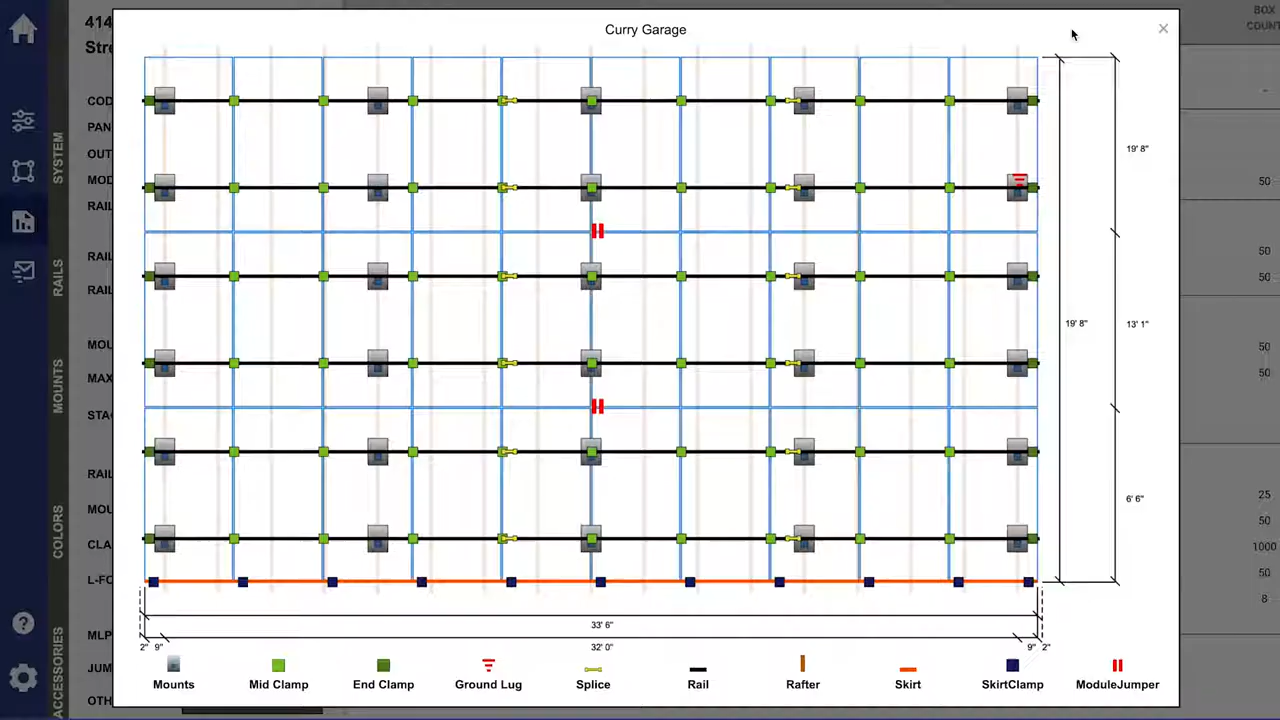 Curry Garage
BOX
COUNT
414
Stre
COD
PAN
OUT
MOD
RAIL
RAIL
RAIL
MOU
MAX
STAG
RAIL
MOU
CLA
L-FO
MLP
JUM
OTH
SYSTEM
RAILS
MOUNTS
COLORS
ACCESSORIES
-
50
50
50
50
50
25
50
1000
50
8
19' 8"
19' 8"
13' 1"
6' 6"
33' 6"
2" 9" 32' 0" 9" 2"
Mounts Mid Clamp End Clamp Ground Lug Splice Rail Rafter Skirt SkirtClamp ModuleJumper